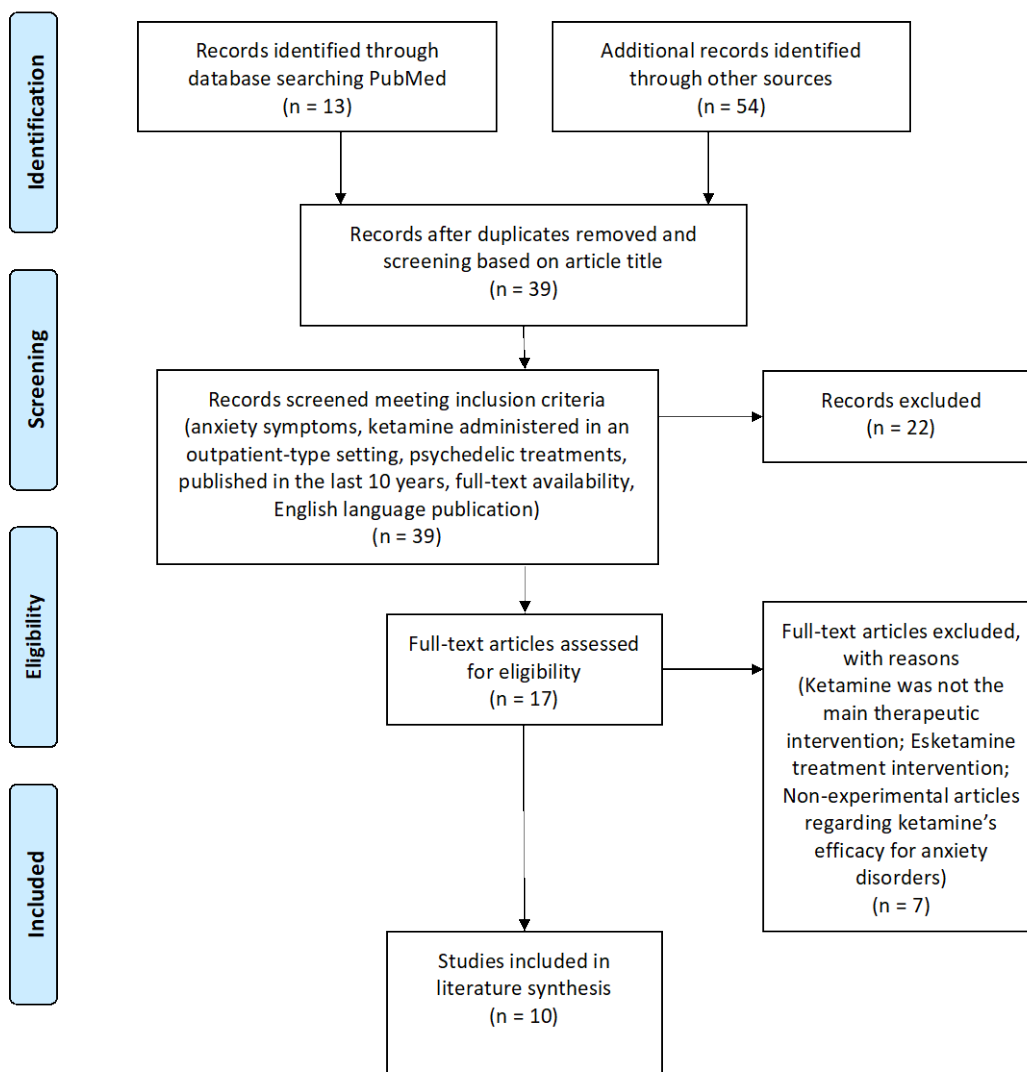 Identification
Records identified through
database searching PubMed
(n = 13)
Additional records identified
through other sources
(n = 54)
Records after duplicates removed and
screening based on article title
(n = 39)
Screening
Records screened meeting inclusion criteria
(anxiety symptoms, ketamine administered in an
outpatient-type setting, psychedelic treatments,
published in the last 10 years, full-text availability,
English language publication)
(n = 39)
Records excluded
(n = 22)
Eligibility
Full-text articles assessed
for eligibility
(n = 17)
Full-text articles excluded,
with reasons
(Ketamine was not the
main therapeutic
intervention; Esketamine
treatment intervention;
Non-experimental articles
regarding ketamine’s
efficacy for anxiety
disorders)
(n = 7)
Included
Studies included in
literature synthesis
(n = 10)